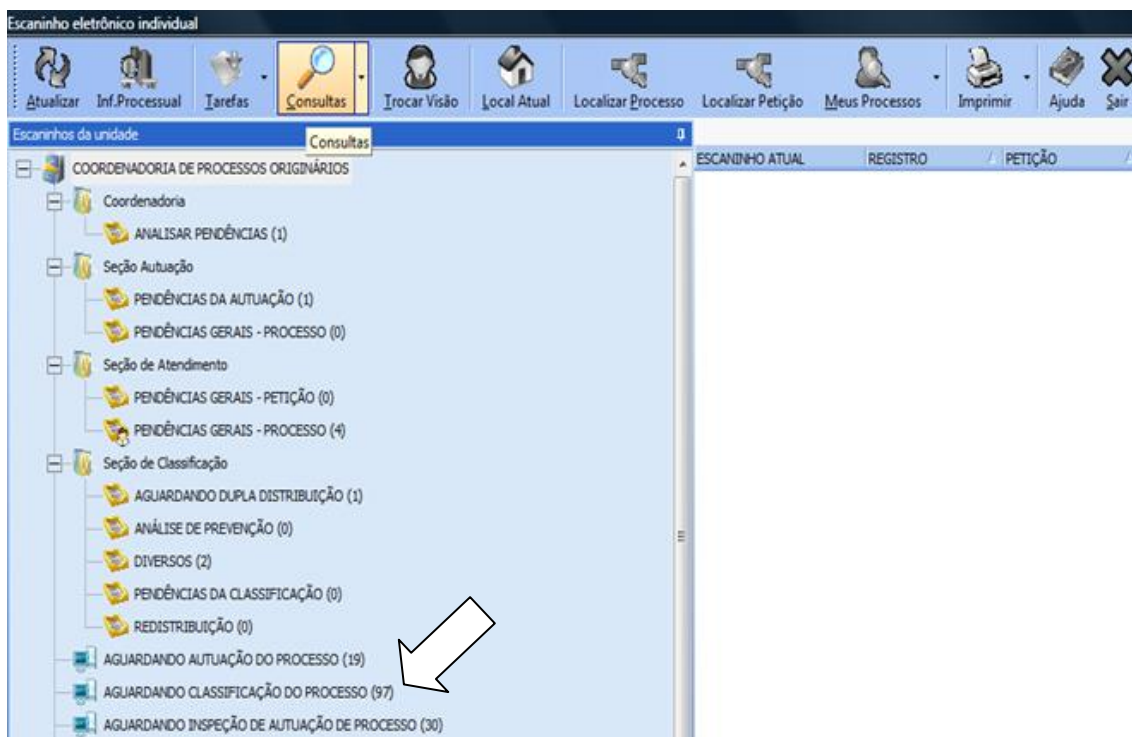 Escaninho eletrônico individual
Atualizar Inf.Processual Tarefas Consultas Trocar Visão Local Atual Localizar Processo Localizar Petição Meus Processos Imprimir Ajuda Sair
Escaninhos da unidade
Consultas
ESCANINHO ATUAL REGISTRO PETIÇÃO
COORDENADORIA DE PROCESSOS ORIGINÁRIOS
Coordenadoria
ANALISAR PENDÊNCIAS (1)
Seção Autuação
PENDÊNCIAS DA AUTUAÇÃO (1)
PENDÊNCIAS GERAIS - PROCESSO (0)
Seção de Atendimento
PENDÊNCIAS GERAIS - PETIÇÃO (0)
PENDÊNCIAS GERAIS - PROCESSO (4)
Seção de Classificação
AGUARDANDO DUPLA DISTRIBUIÇÃO (1)
ANÁLISE DE PREVENÇÃO (0)
DIVERSOS (2)
PENDÊNCIAS DA CLASSIFICAÇÃO (0)
REDISTRIBUIÇÃO (0)
AGUARDANDO AUTUAÇÃO DO PROCESSO (19)
AGUARDANDO CLASSIFICAÇÃO DO PROCESSO (97)
AGUARDANDO INSPEÇÃO DE AUTUAÇÃO DE PROCESSO (30)